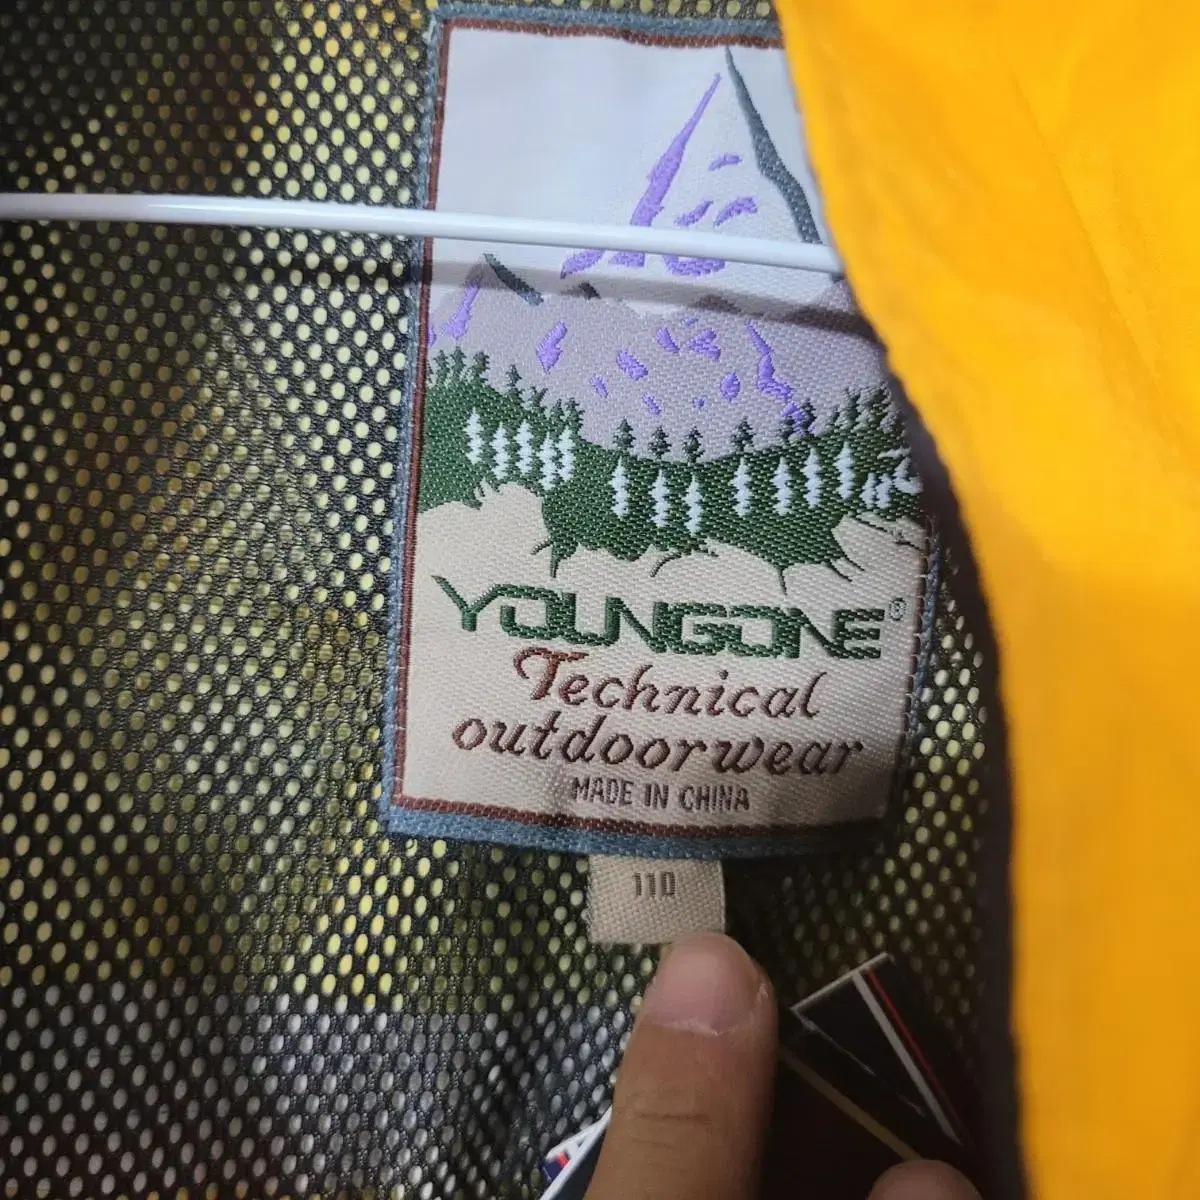 YOUNGONE®
Technical
outdoorwear
MADE IN CHINA
110